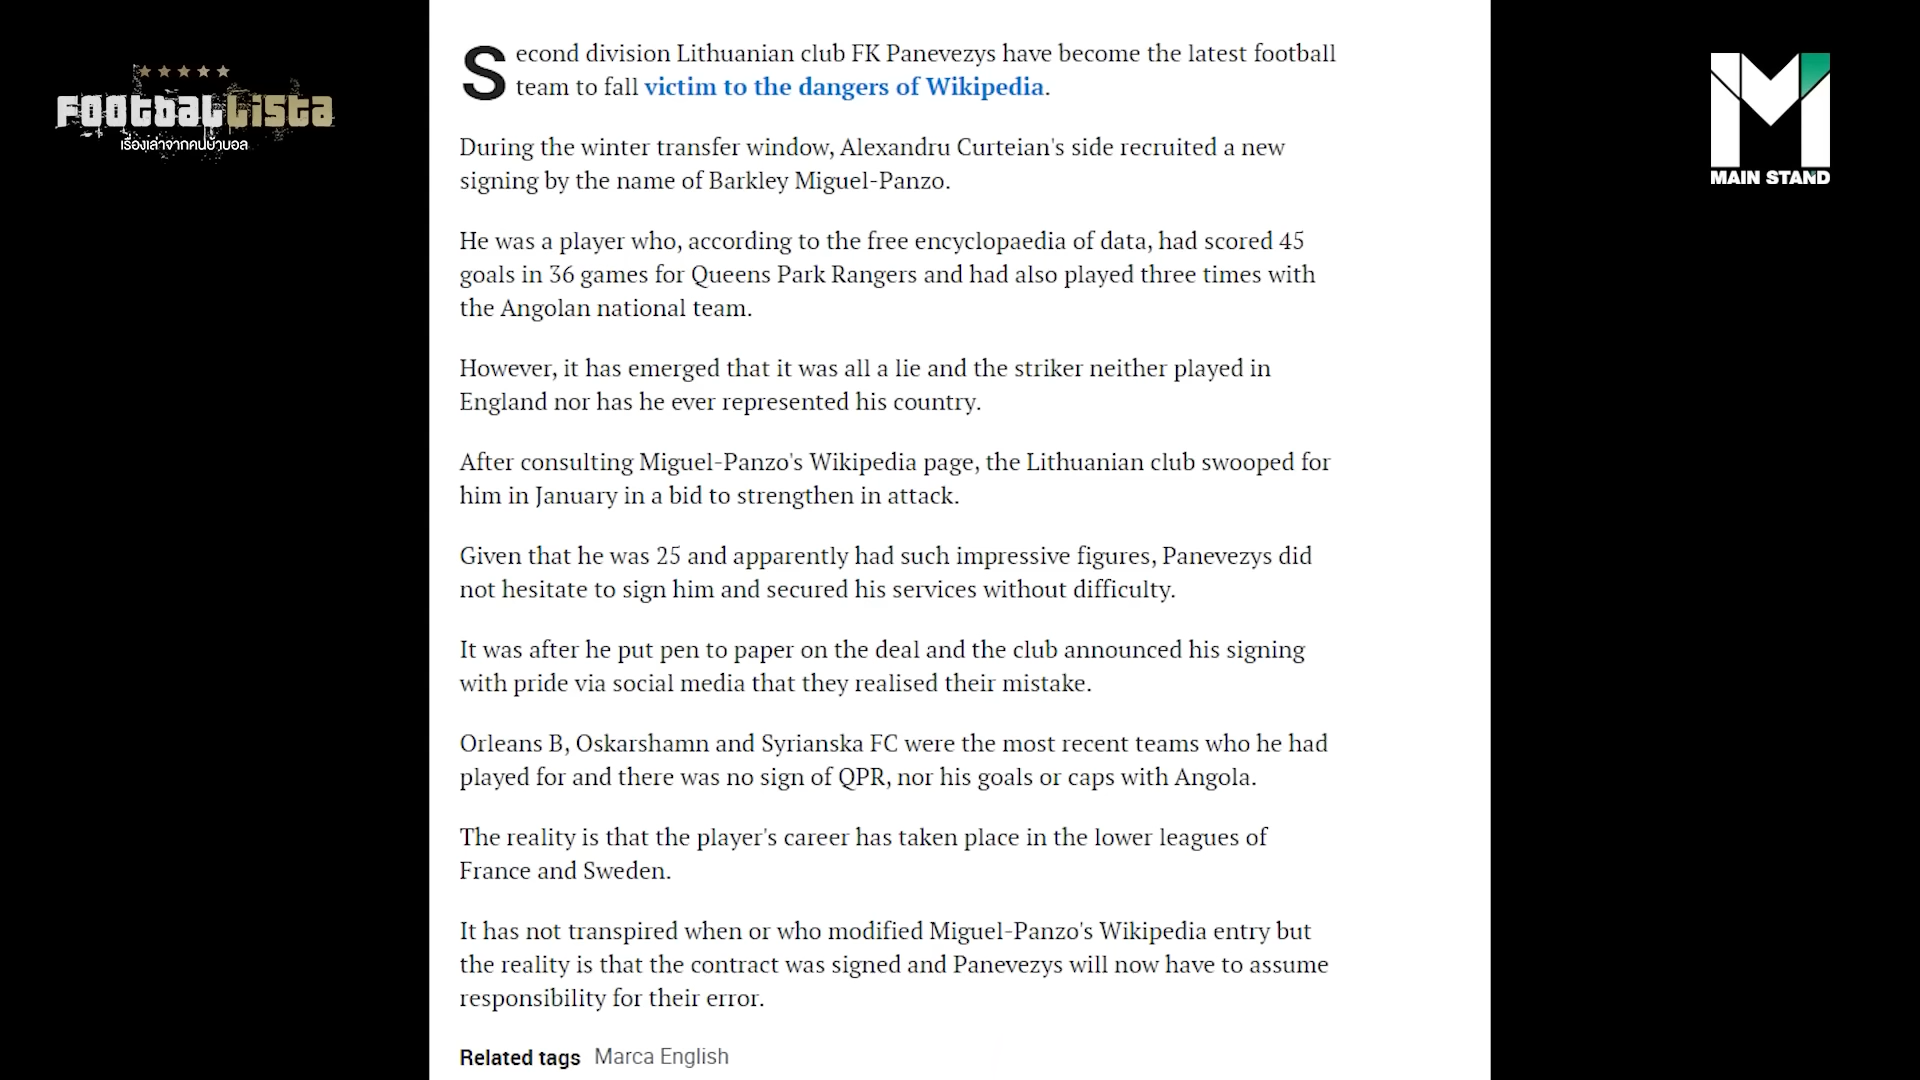 FOOTBALLISTA
เรื่องเล่าจากคนบ้าบอล
MAIN STAND
Second division Lithuanian club FK Panevezys have become the latest football
team to fall victim to the dangers of Wikipedia.
During the winter transfer window, Alexandru Curteian's side recruited a new
signing by the name of Barkley Miguel-Panzo.
He was a player who, according to the free encyclopaedia of data, had scored 45
goals in 36 games for Queens Park Rangers and had also played three times with
the Angolan national team.
However, it has emerged that it was all a lie and the striker neither played in
England nor has he ever represented his country.
After consulting Miguel-Panzo's Wikipedia page, the Lithuanian club swooped for
him in January in a bid to strengthen in attack.
Given that he was 25 and apparently had such impressive figures, Panevezys did
not hesitate to sign him and secured his services without difficulty.
It was after he put pen to paper on the deal and the club announced his signing
with pride via social media that they realised their mistake.
Orleans B, Oskarshamn and Syrianska FC were the most recent teams who he had
played for and there was no sign of QPR, nor his goals or caps with Angola.
The reality is that the player's career has taken place in the lower leagues of
France and Sweden.
It has not transpired when or who modified Miguel-Panzo's Wikipedia entry but
the reality is that the contract was signed and Panevezys will now have to assume
responsibility for their error.
Related tags Marca English